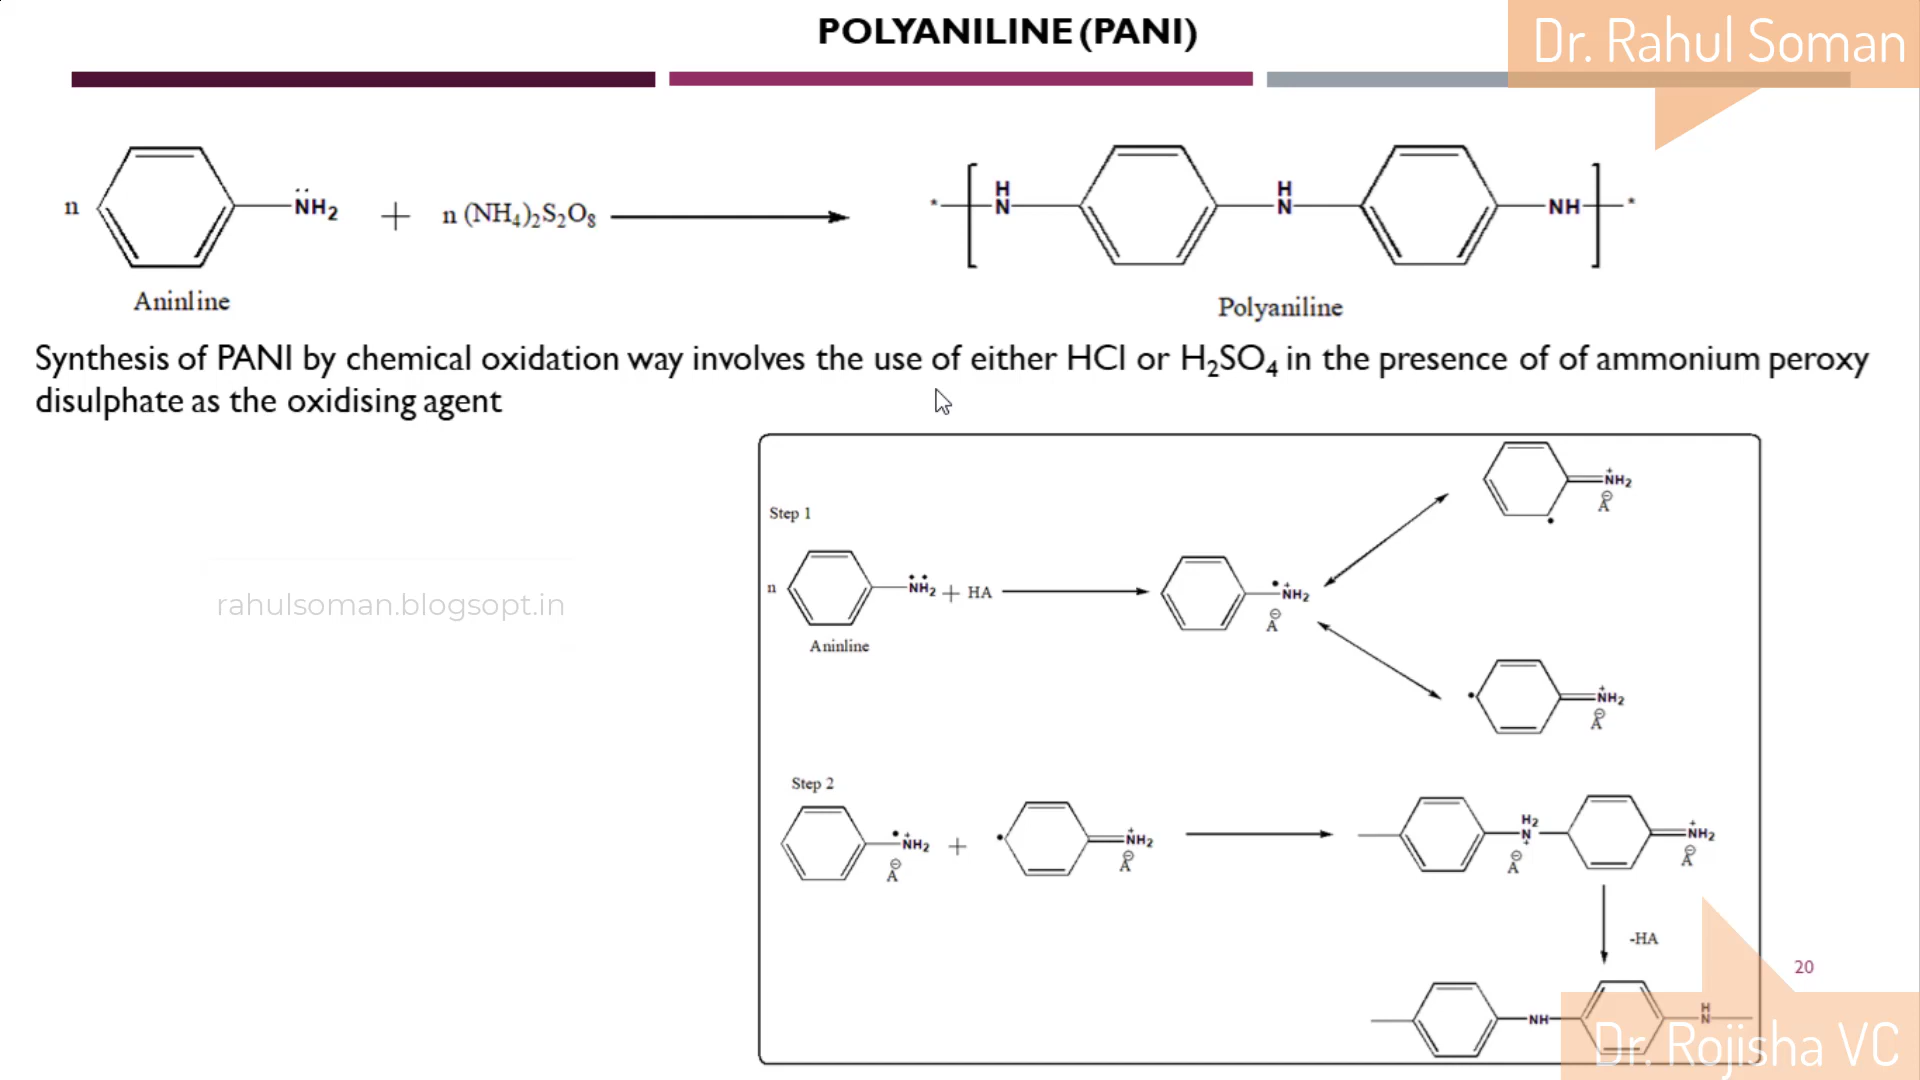 POLYANILINE (PANI)
Dr. Rahul Soman
n
N̈H₂
+
n (NH₄)₂S₂O₈
*
H
N
H
N
NH
*
Aninline
Polyaniline
Synthesis of PANI by chemical oxidation way involves the use of either HCl or H₂SO₄ in the presence of of ammonium peroxy
disulphate as the oxidising agent
rahulsoman.blogsopt.in
Step 1
n
NH₂ + HA
Aninline
•+
NH₂
⊖
A
+
NH₂
⊖
A
+
NH₂
⊖
A
Step 2
•+
NH₂
⊖
A
+
+
NH₂
⊖
A
H₂
N
+
⊖
A
+
NH₂
⊖
A
-HA
20
NH
H
N
Dr. Rojisha VC